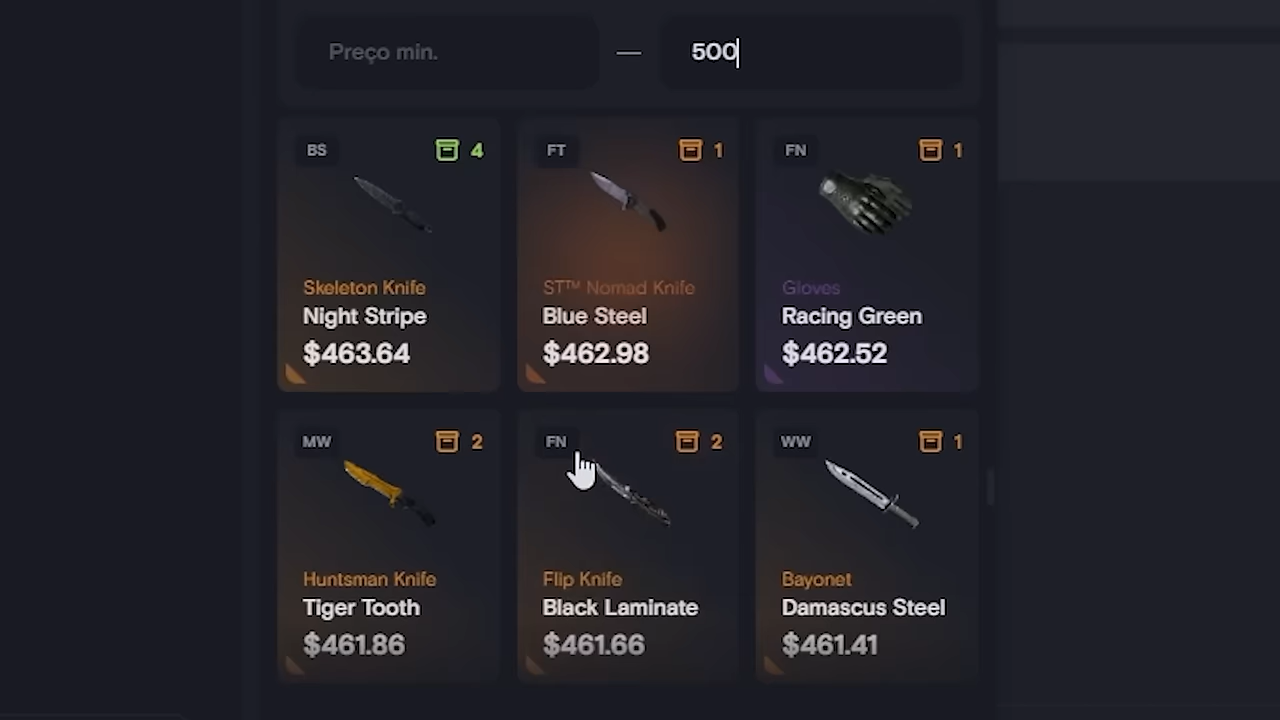 Preço min.
—
500
BS
4
FT
1
FN
1
Skeleton Knife
Night Stripe
$463.64
ST™ Nomad Knife
Blue Steel
$462.98
Gloves
Racing Green
$462.52
MW
2
FN
2
WW
1
Huntsman Knife
Tiger Tooth
$461.86
Flip Knife
Black Laminate
$461.66
Bayonet
Damascus Steel
$461.41